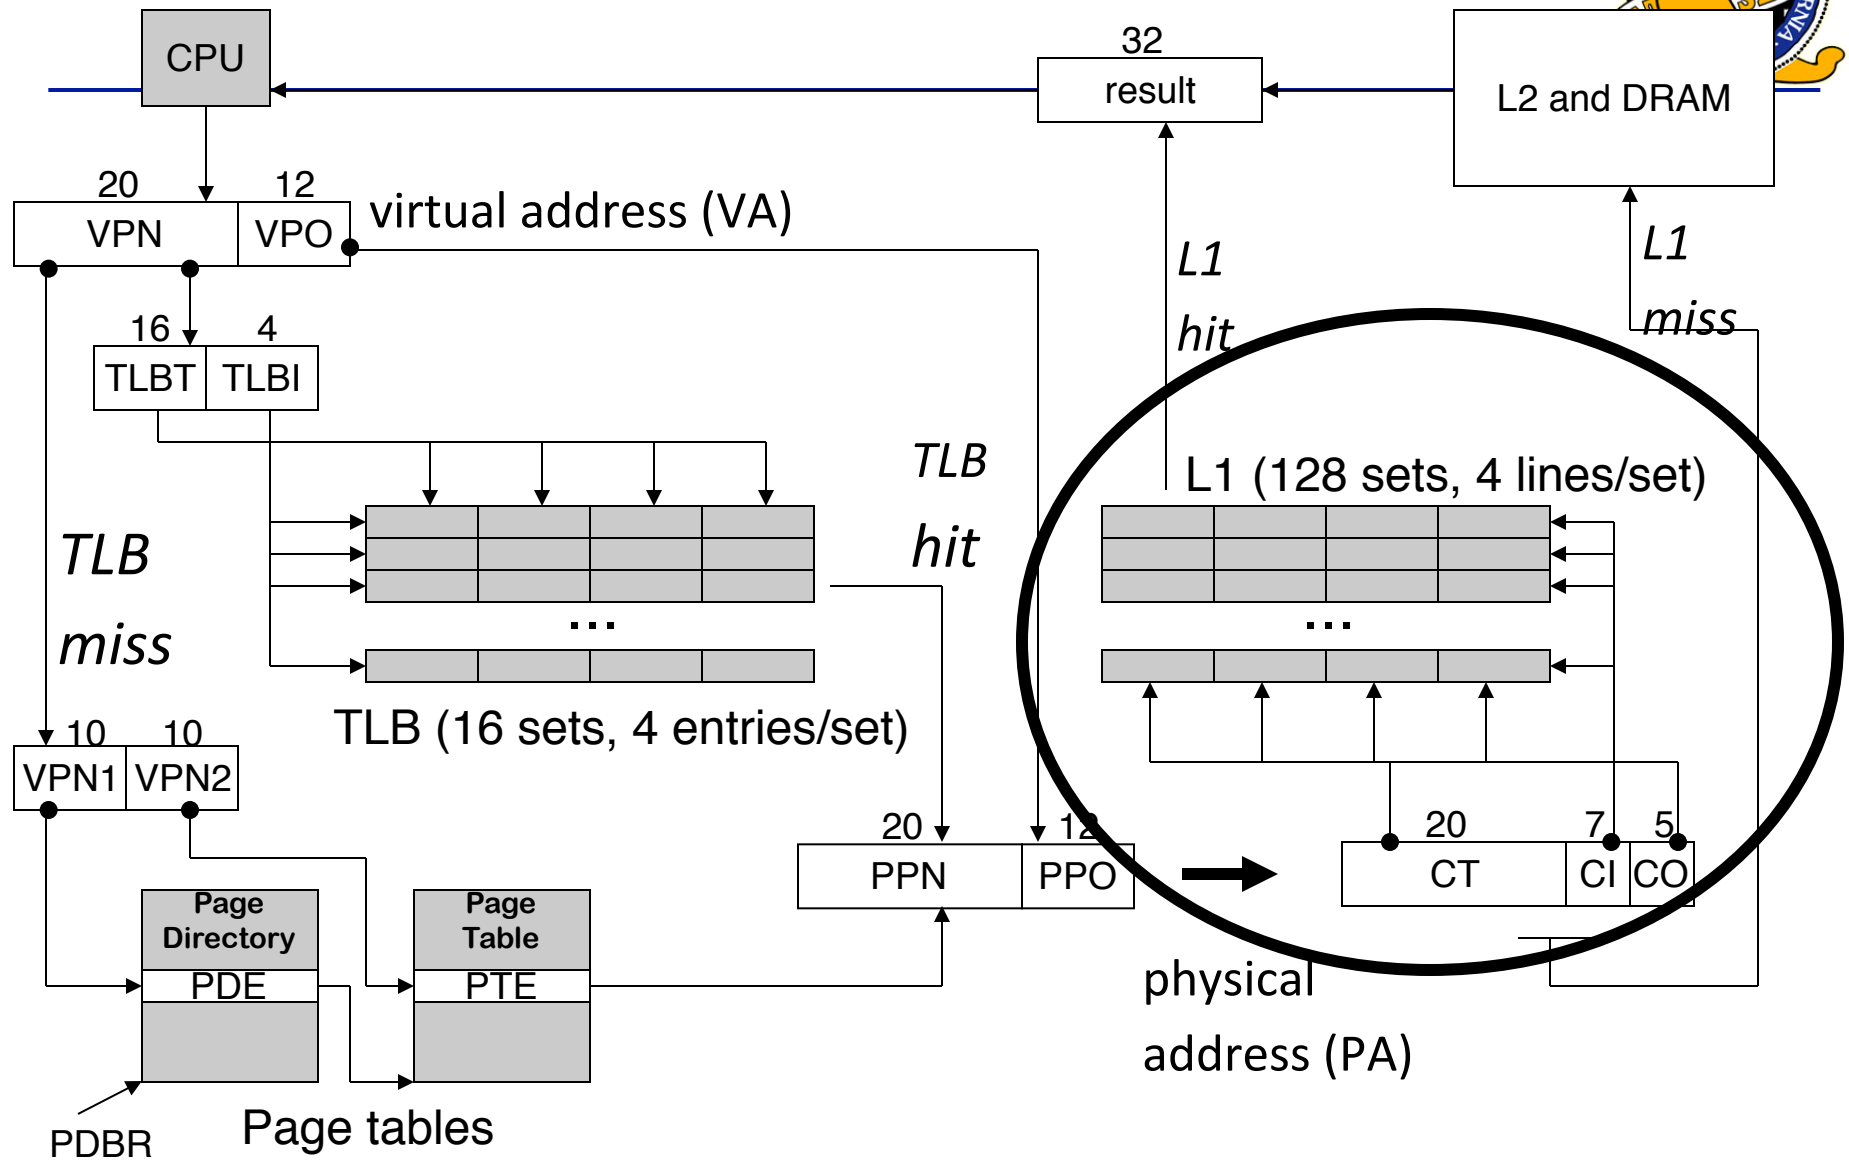 CPU
32
result
L2 and DRAM
RNIA
20
12
VPN
VPO
virtual address (VA)
L1
hit
L1
miss
16
4
TLBT
TLBI
TLB
hit
L1 (128 sets, 4 lines/set)
TLB
miss
...
...
TLB (16 sets, 4 entries/set)
10
10
VPN1
VPN2
20
12
PPN
PPO
20
7
5
CT
CI
CO
Page
Directory
PDE
Page
Table
PTE
physical
address (PA)
PDBR
Page tables